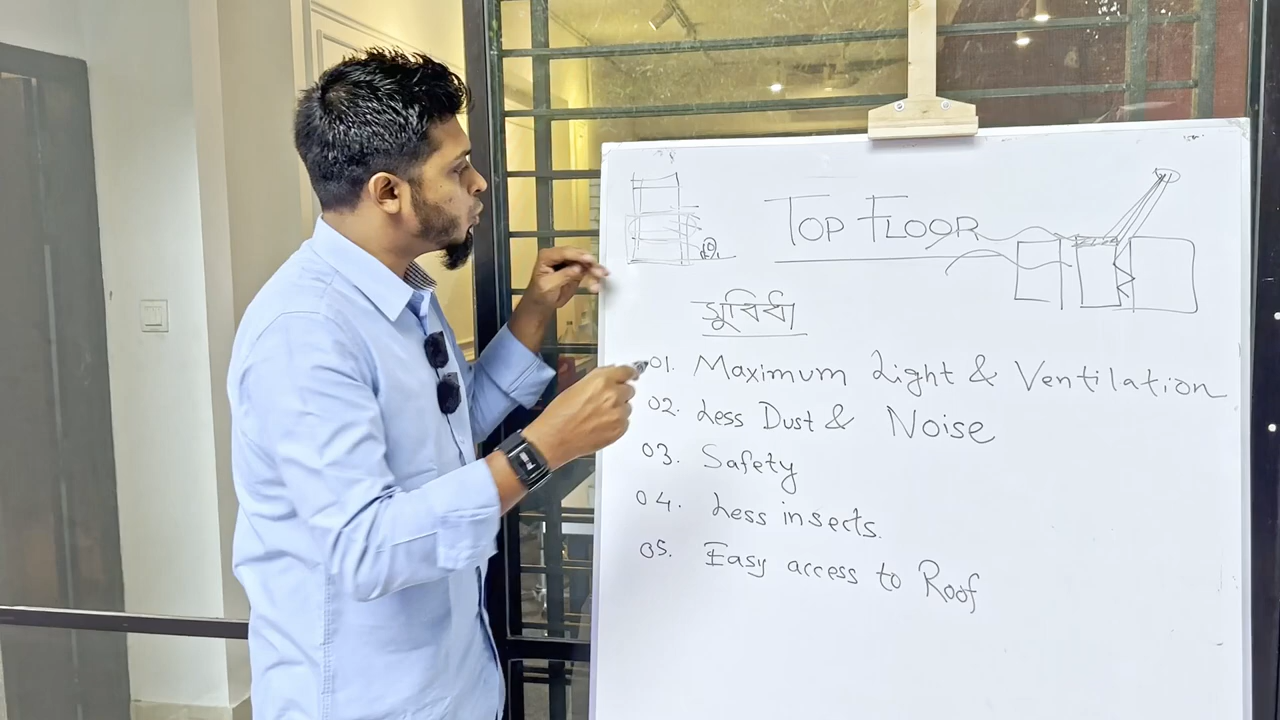 TOP FLOOR
সুবিধা
01. Maximum Light & Ventilation
02. Less Dust & Noise
03. Safety
04. Less insects.
05. Easy access to Roof